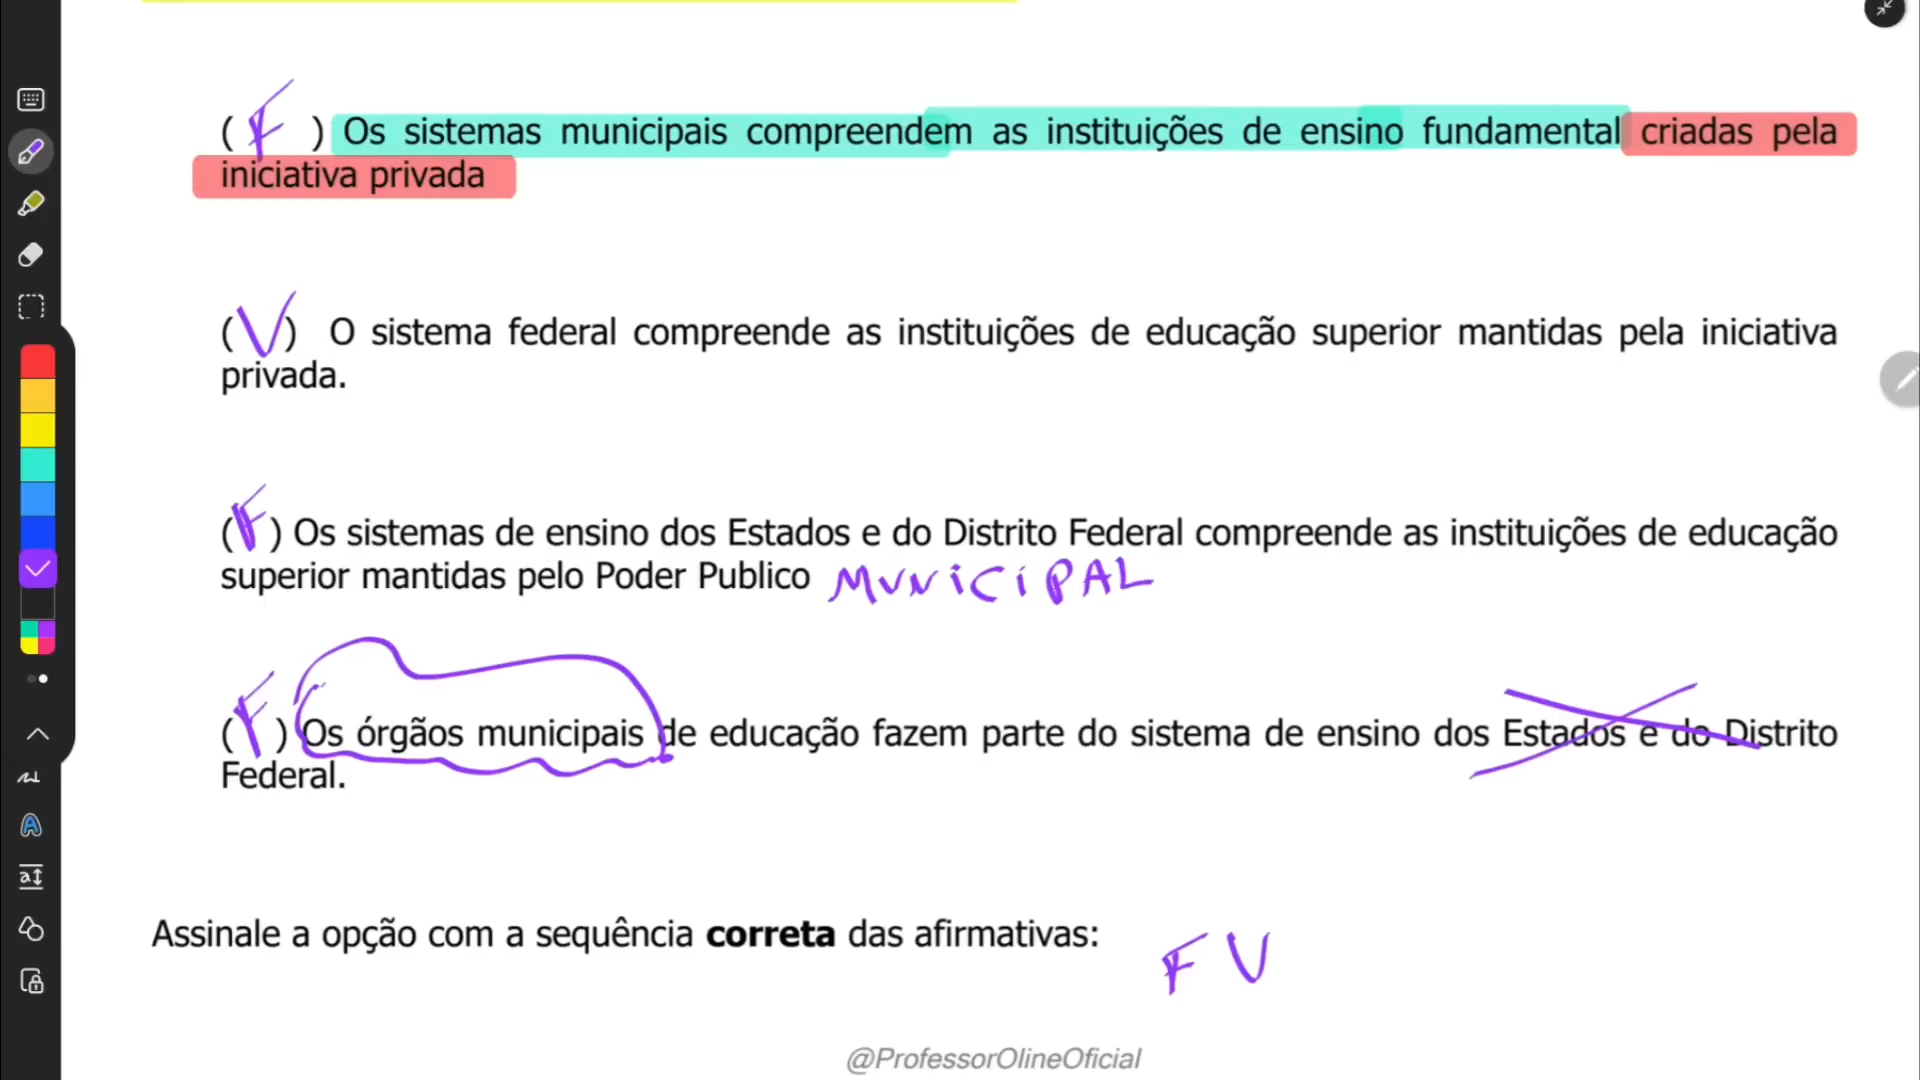 ( F ) Os sistemas municipais compreendem as instituições de ensino fundamental criadas pela
iniciativa privada
(V) O sistema federal compreende as instituições de educação superior mantidas pela iniciativa
privada.
(F) Os sistemas de ensino dos Estados e do Distrito Federal compreende as instituições de educação
superior mantidas pelo Poder Publico MUNICIPAL
(F) Os órgãos municipais de educação fazem parte do sistema de ensino dos Estados e do Distrito
Federal.
Assinale a opção com a sequência correta das afirmativas:
F V
@ProfessorOlineOficial